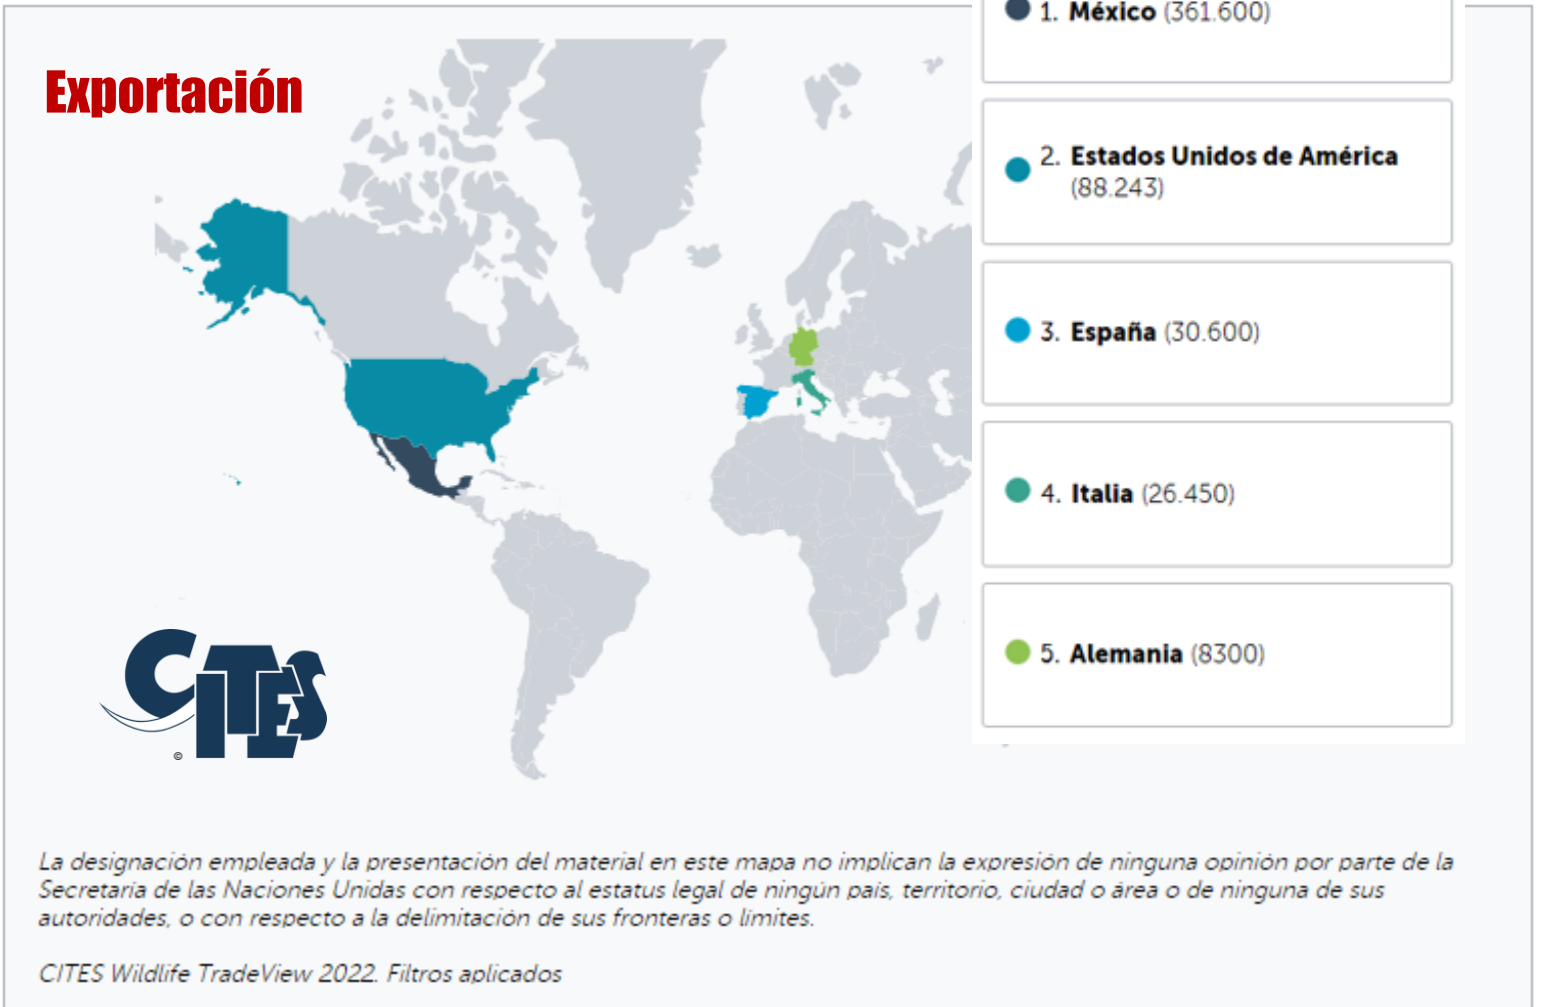 Exportación
1. México (361.600)
2. Estados Unidos de América
(88.243)
3. España (30.600)
4. Italia (26.450)
5. Alemania (8300)
CITES
©
La designación empleada y la presentación del material en este mapa no implican la expresión de ninguna opinión por parte de la
Secretaría de las Naciones Unidas con respecto al estatus legal de ningún país, territorio, ciudad o área o de ninguna de sus
autoridades, o con respecto a la delimitación de sus fronteras o límites.
CITES Wildlife TradeView 2022. Filtros aplicados